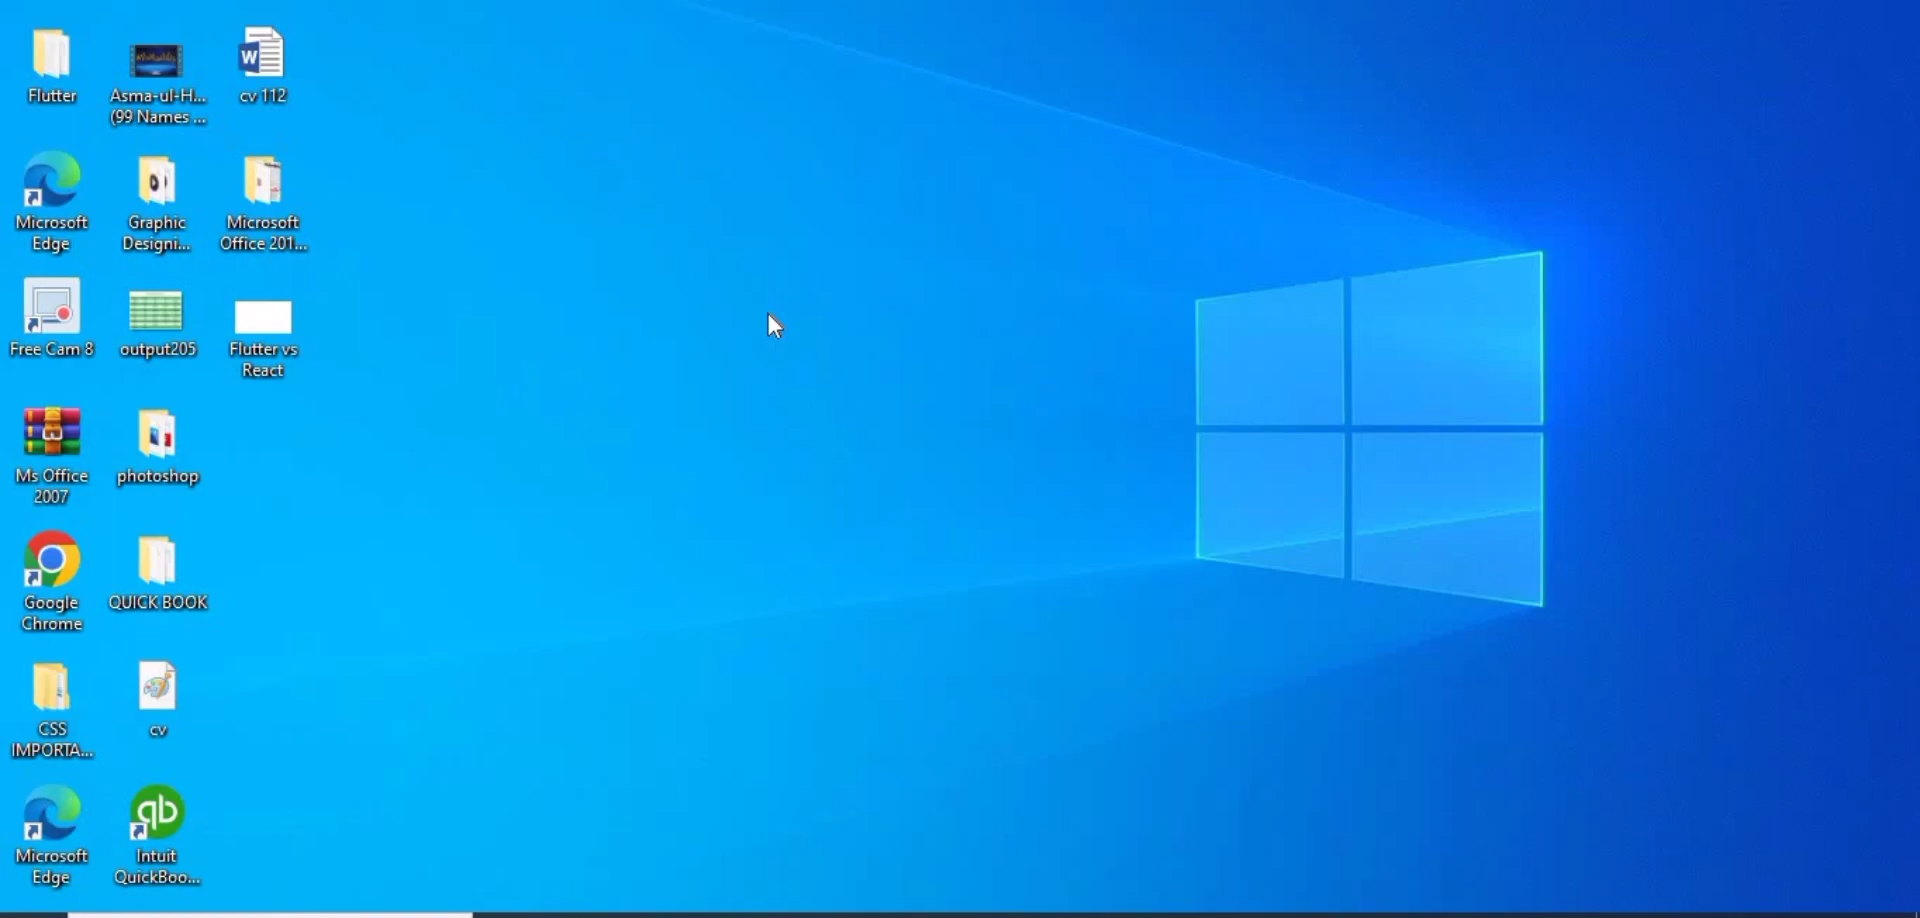 Flutter
Asma-ul-H...
(99 Names ...
cv 112
Microsoft
Edge
Graphic
Designi...
Microsoft
Office 201...
Free Cam 8
output205
Flutter vs
React
Ms Office
2007
photoshop
Google
Chrome
QUICK BOOK
CSS
IMPORTA...
cv
Microsoft
Edge
qb
Intuit
QuickBoo...